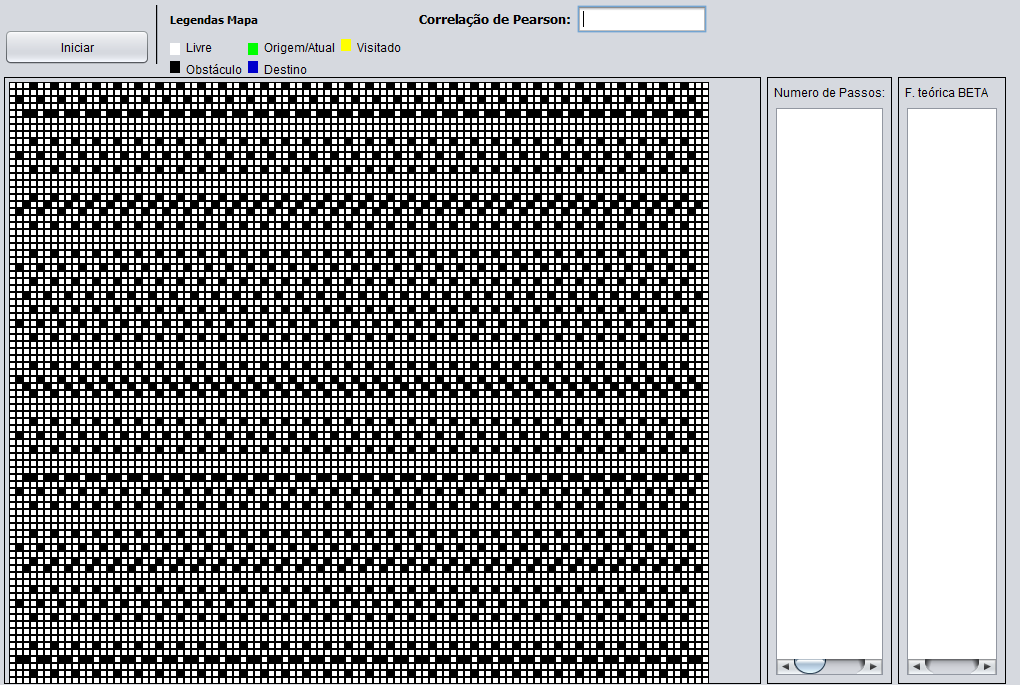 Iniciar
Legendas Mapa
Correlação de Pearson:
Livre
Origem/Atual
Visitado
Obstáculo
Destino
Numero de Passos:
F. teórica BETA